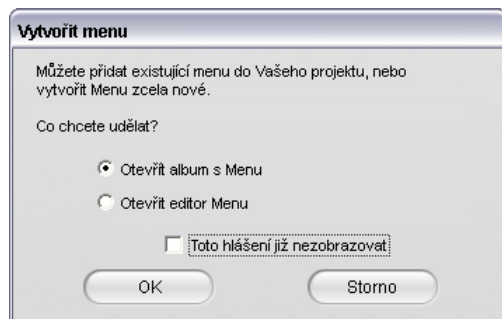 Vytvořit menu
Můžete přidat existující menu do Vašeho projektu, nebo
vytvořit Menu zcela nové.
Co chcete udělat?
Otevřít album s Menu
Otevřít editor Menu
Toto hlášení již nezobrazovat
OK
Storno